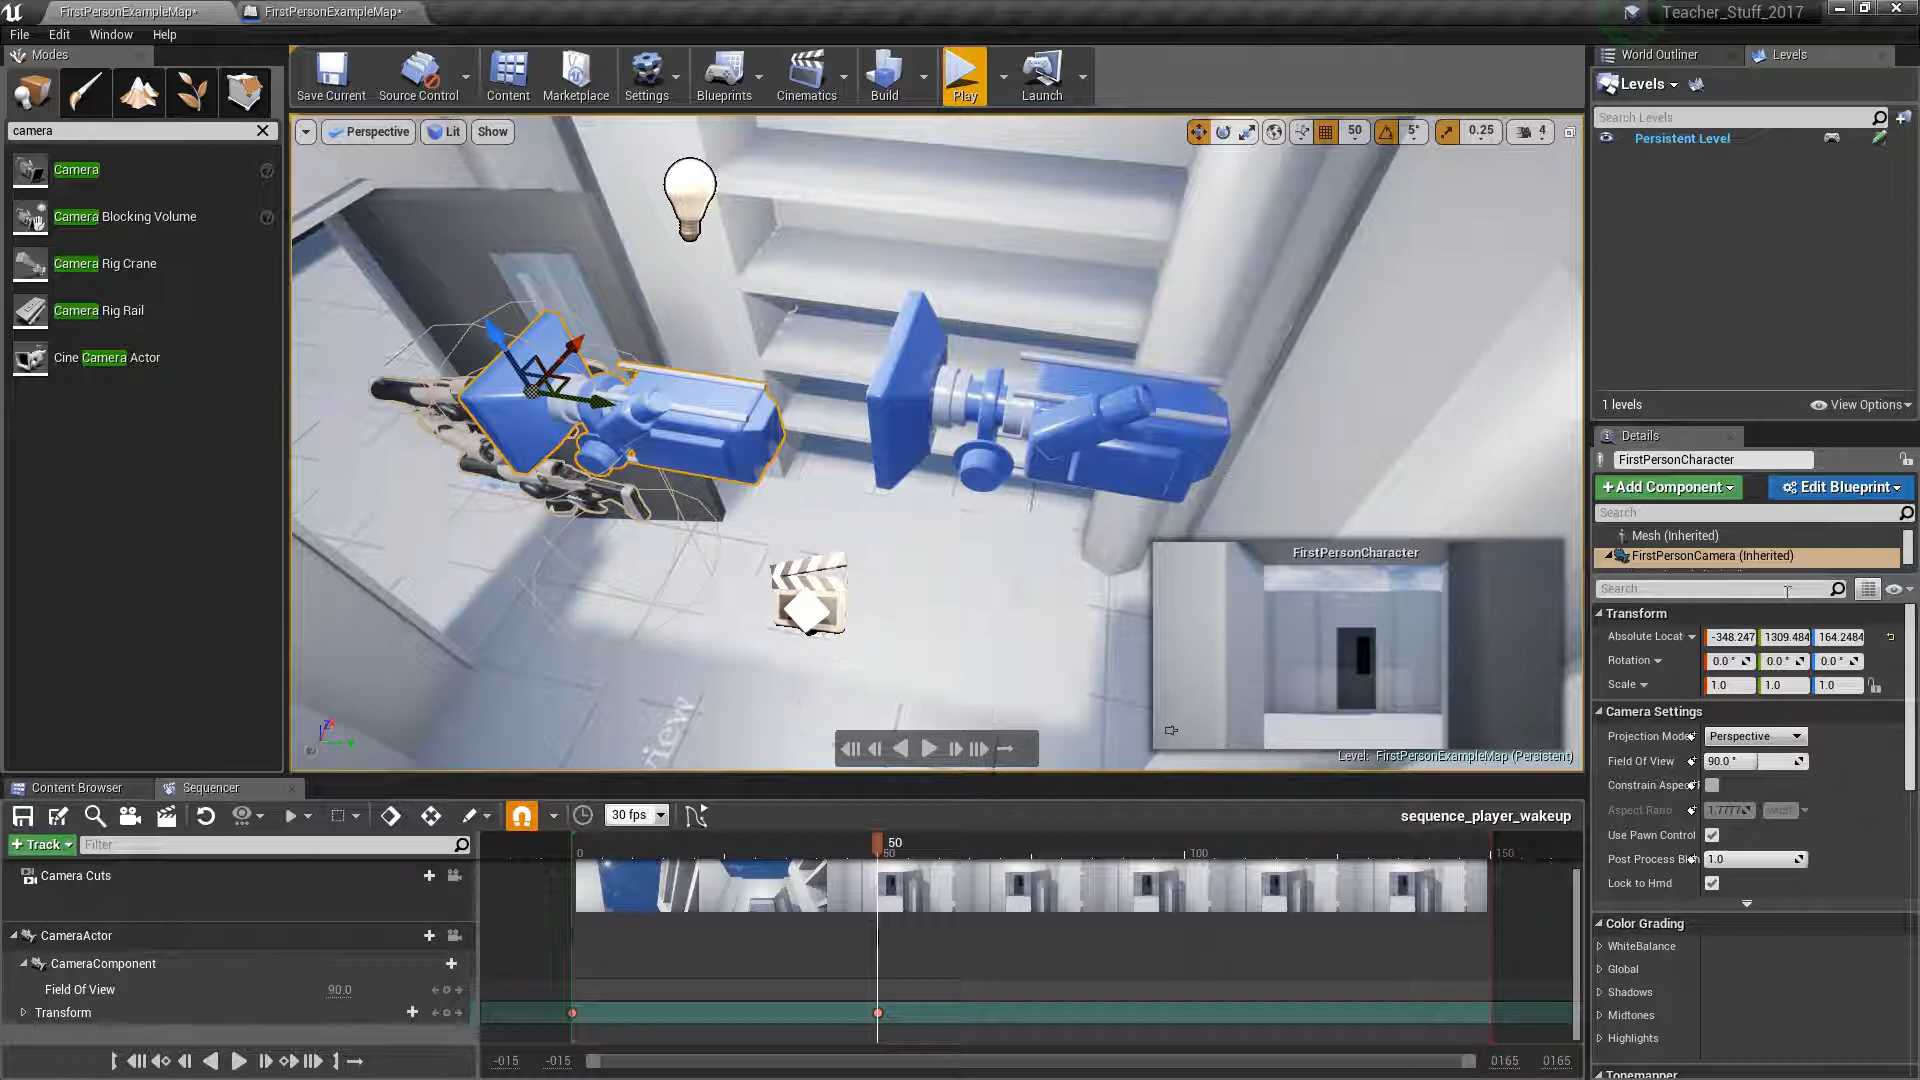 FirstPersonExampleMap*
FirstPersonExampleMap*
Teacher_Stuff_2017
File
Edit
Window
Help
Modes
World Outliner
Levels
Save Current
Source Control
Content
Marketplace
Settings
Blueprints
Cinematics
Build
Play
Launch
Levels
camera
Perspective
Lit
Show
50
5°
0.25
4
Search Levels
Persistent Level
Camera
Camera Blocking Volume
Camera Rig Crane
Camera Rig Rail
Cine Camera Actor
1 levels
View Options
Details
FirstPersonCharacter
+Add Component
Edit Blueprint
Search
Mesh (Inherited)
FirstPersonCamera (Inherited)
FirstPersonCharacter
Search
Transform
Absolute Locat
-348.247
1309.484
164.2484
Rotation
0.0 °
0.0 °
0.0 °
Scale
1.0
1.0
1.0
Camera Settings
Projection Mode
Perspective
Field Of View
90.0 °
Level: FirstPersonExampleMap (Persistent)
Constrain Aspect
Aspect Ratio
1.7777
Use Pawn Control
Post Process Bl
1.0
Lock to Hmd
Color Grading
WhiteBalance
Global
Shadows
Midtones
Highlights
Tonemapper
view
Content Browser
Sequencer
30 fps
sequence_player_wakeup
+ Track
Filter
50
0
50
100
150
Camera Cuts
CameraActor
CameraComponent
Field Of View
90.0
Transform
-015
-015
0165
0165